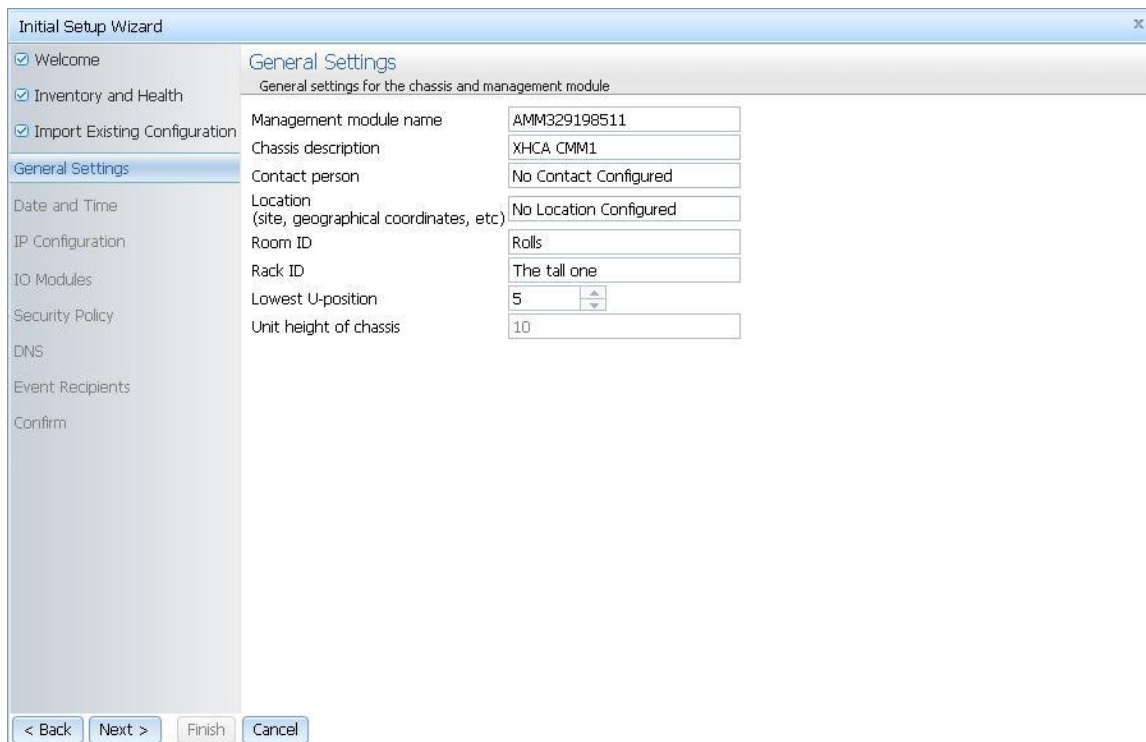 Initial Setup Wizard
x
Welcome
Inventory and Health
Import Existing Configuration
General Settings
Date and Time
IP Configuration
IO Modules
Security Policy
DNS
Event Recipients
Confirm
General Settings
General settings for the chassis and management module
Management module name AMM329198511
Chassis description XHCA CMM1
Contact person No Contact Configured
Location
(site, geographical coordinates, etc) No Location Configured
Room ID Rolls
Rack ID The tall one
Lowest U-position 5
Unit height of chassis 10
< Back Next > Finish Cancel